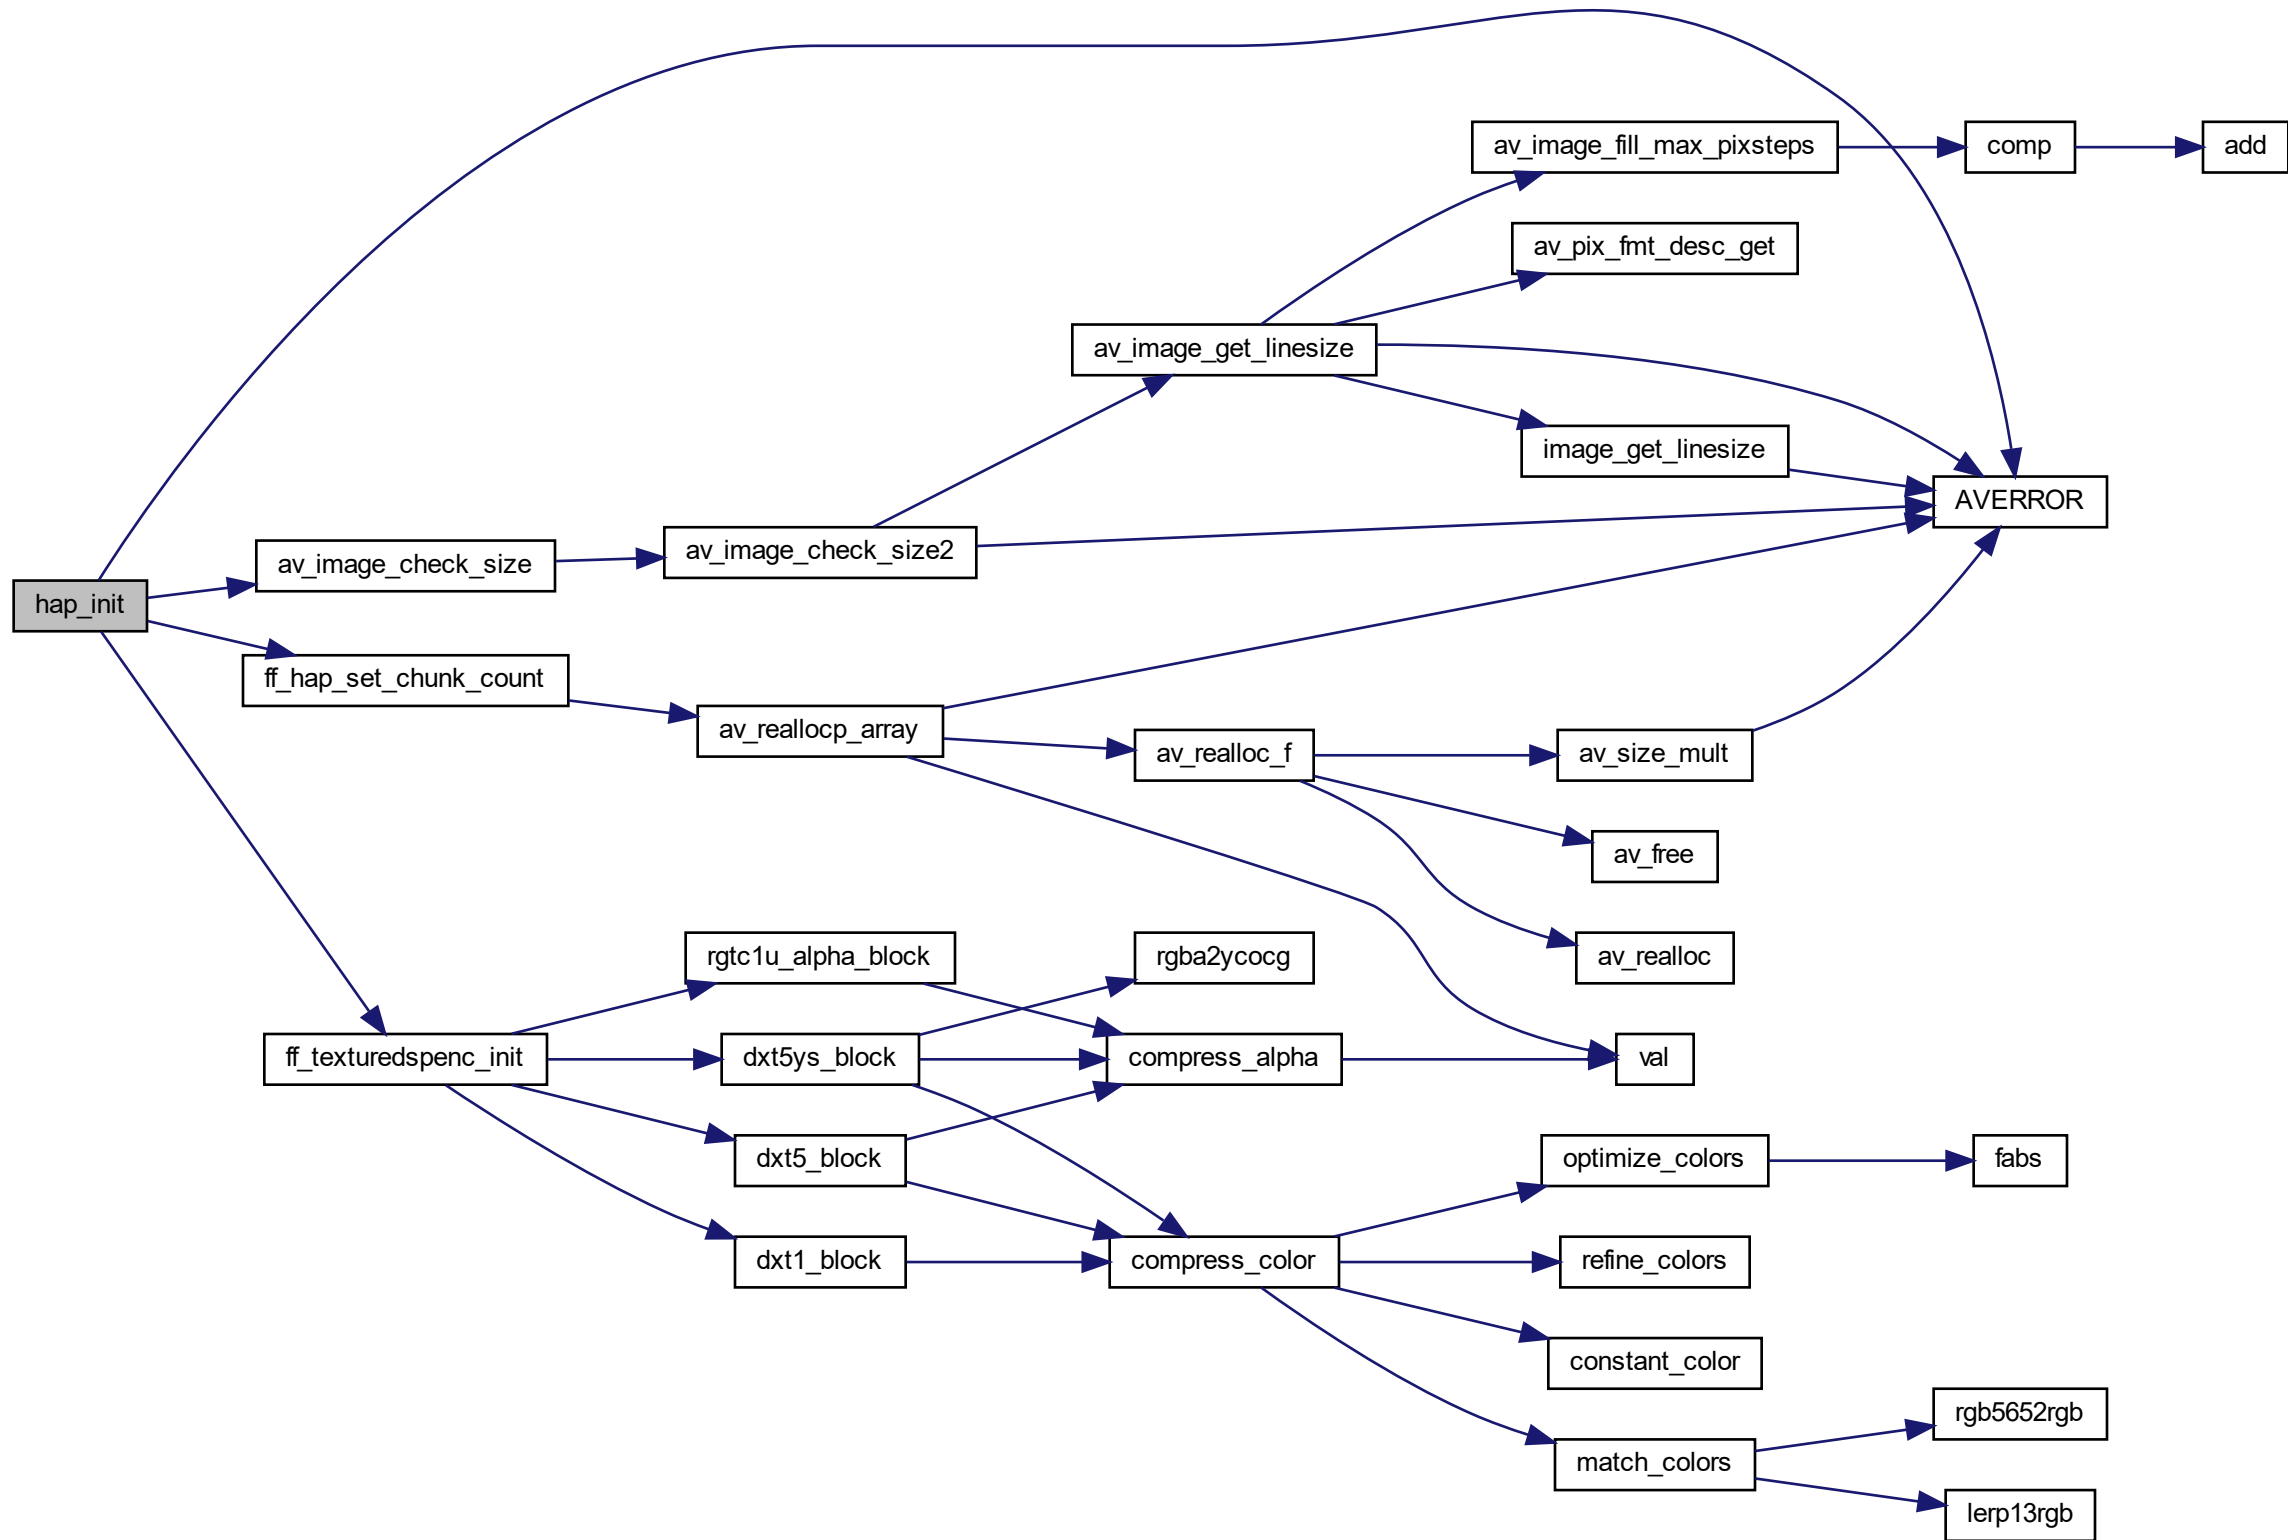 av_image_fill_max_pixsteps
comp
add
av_pix_fmt_desc_get
av_image_get_linesize
image_get_linesize
AVERROR
av_image_check_size2
av_image_check_size
hap_init
ff_hap_set_chunk_count
av_reallocp_array
av_realloc_f
av_size_mult
av_free
av_realloc
rgtc1u_alpha_block
rgba2ycocg
ff_texturedspenc_init
dxt5ys_block
compress_alpha
val
dxt5_block
optimize_colors
fabs
dxt1_block
compress_color
refine_colors
constant_color
rgb5652rgb
match_colors
lerp13rgb